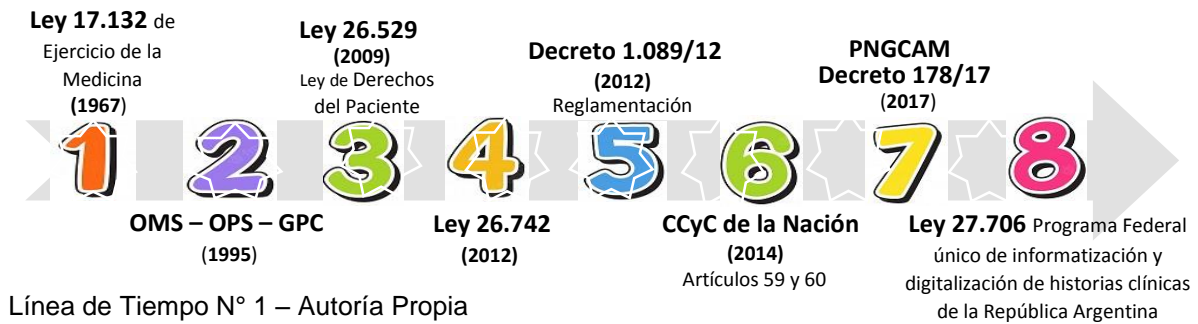 Ley 17.132 de
Ejercicio de la
Medicina
(1967)
1
2
OMS – OPS – GPC
(1995)
Ley 26.529
(2009)
Ley de Derechos
del Paciente
3
4
Ley 26.742
(2012)
Decreto 1.089/12
(2012)
Reglamentación
5
6
CCyC de la Nación
(2014)
Artículos 59 y 60
PNGCAM
Decreto 178/17
(2017)
7
8
Ley 27.706 Programa Federal
único de informatización y
digitalización de historias clínicas
de la República Argentina
Línea de Tiempo N° 1 – Autoría Propia